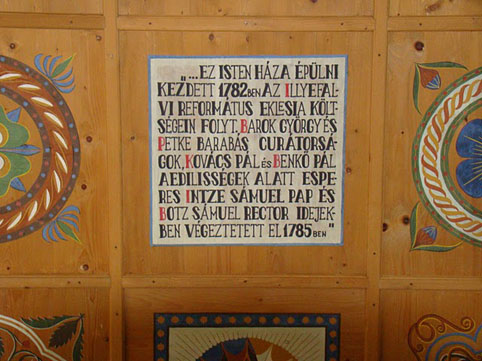 „...EZ ISTEN HÁZA ÉPÜLNI
KEZDETT 1782BEN AZ ILLYEFAL-
VI REFORMÁTUS EKLESIA KÖLT-
SÉGEIN FOLYT, BAROK GYÖRGY ÉS
PETKE BARABÁS CURÁTORSÁ-
GOK, KOVÁCS PÁL ÉS BENKŐ PÁL
AEDILISSÉGEK ALATT ESPE-
RES INTZE SÁMUEL PAP ÉS
BOTZ SÁMUEL RECTOR IDEJEK-
BEN VÉGEZTETETT EL 1785BEN"